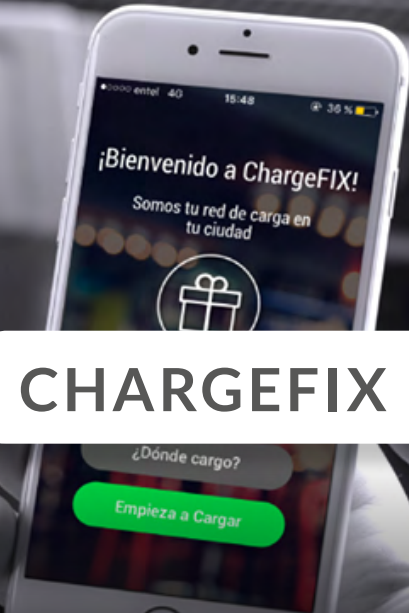 entel 4G 15:48 36 %
¡Bienvenido a ChargeFIX!
Somos tu red de carga en
tu ciudad
CHARGEFIX
¿Dónde cargo?
Empieza a Cargar